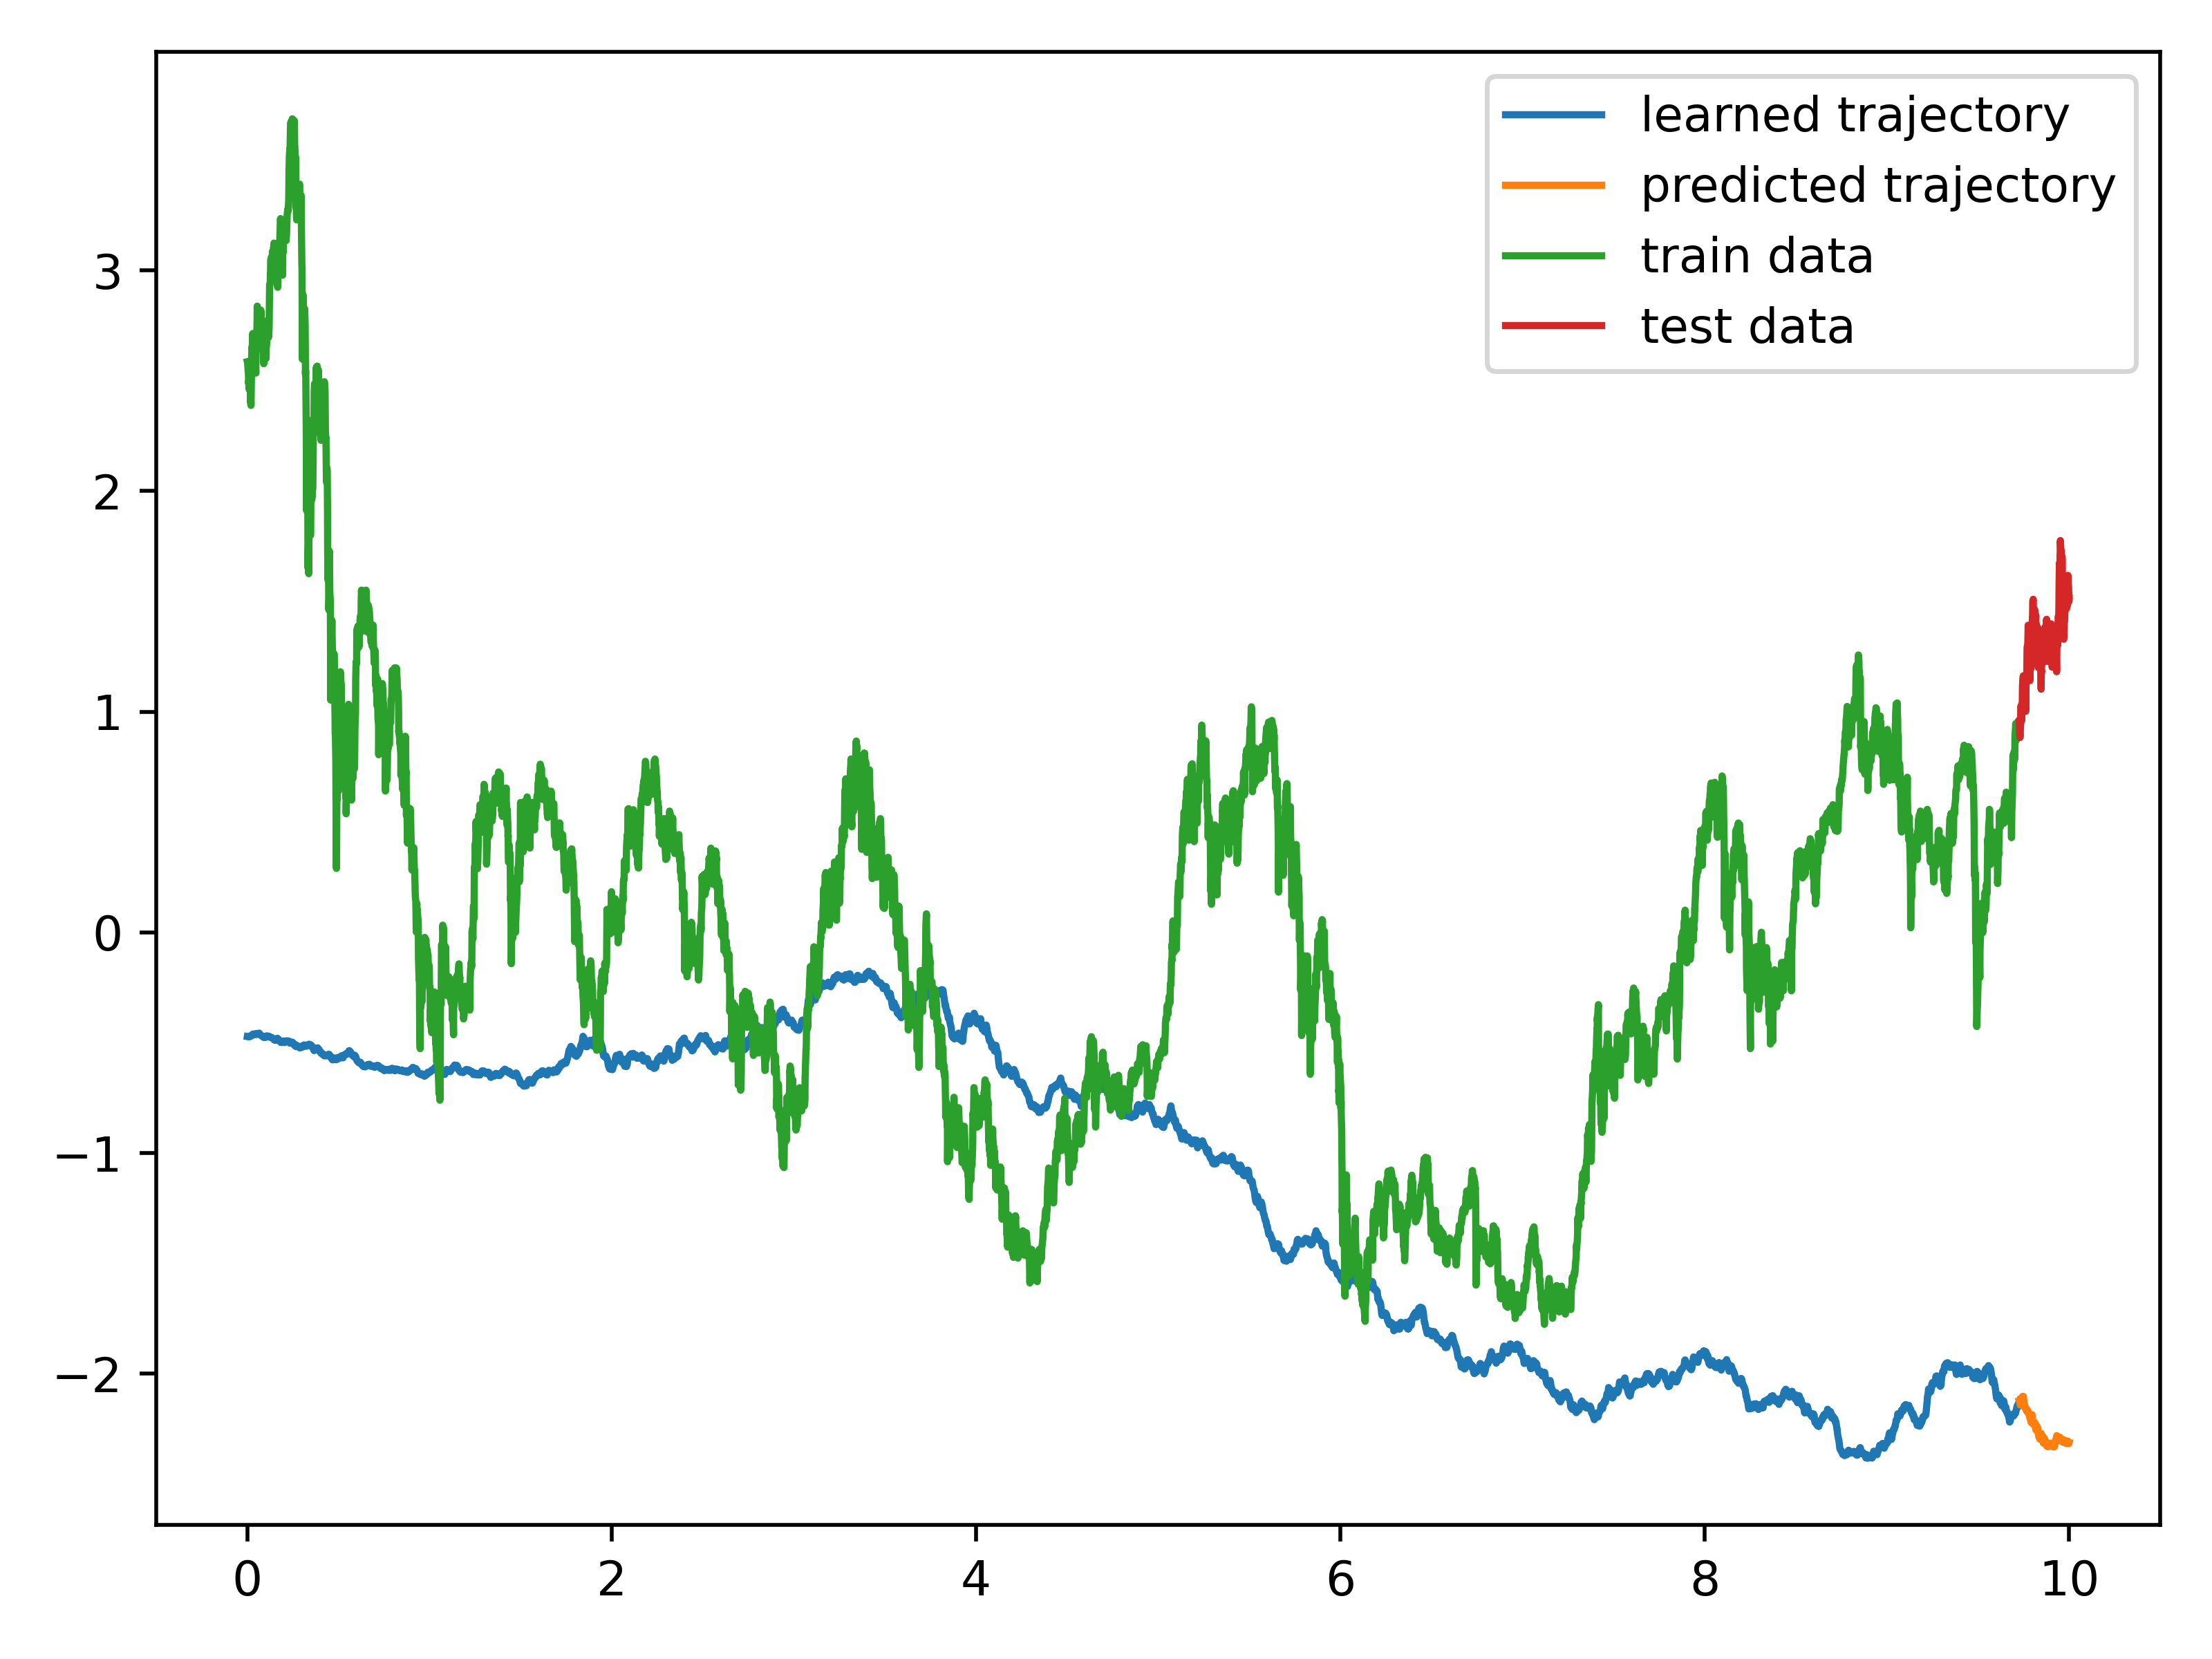 learned trajectory
predicted trajectory
train data
test data
3
2
1
0
−1
−2
0 2 4 6 8 10